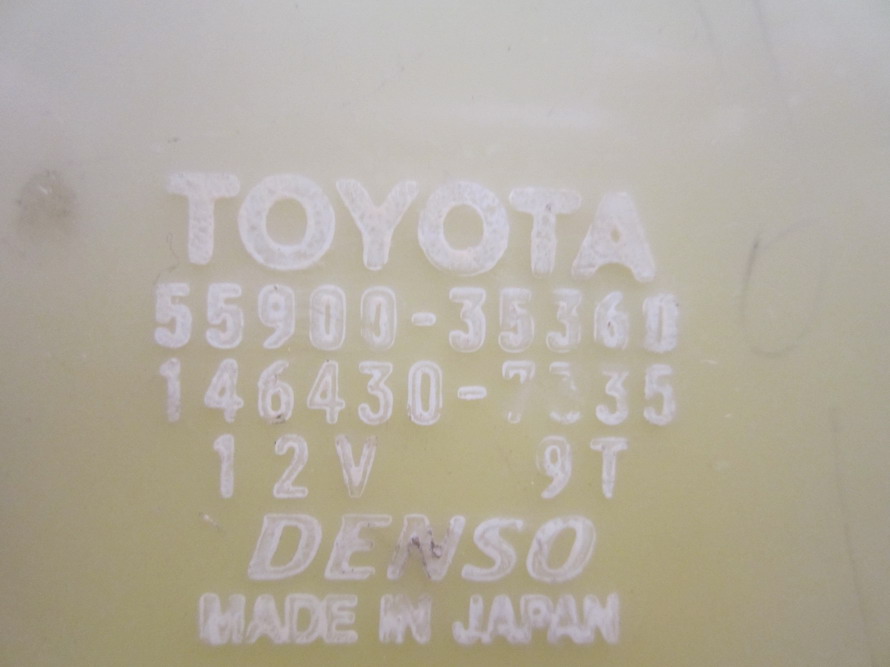 TOYOTA
55900-35360
146430-7335
12V 9T
DENSO
MADE IN JAPAN